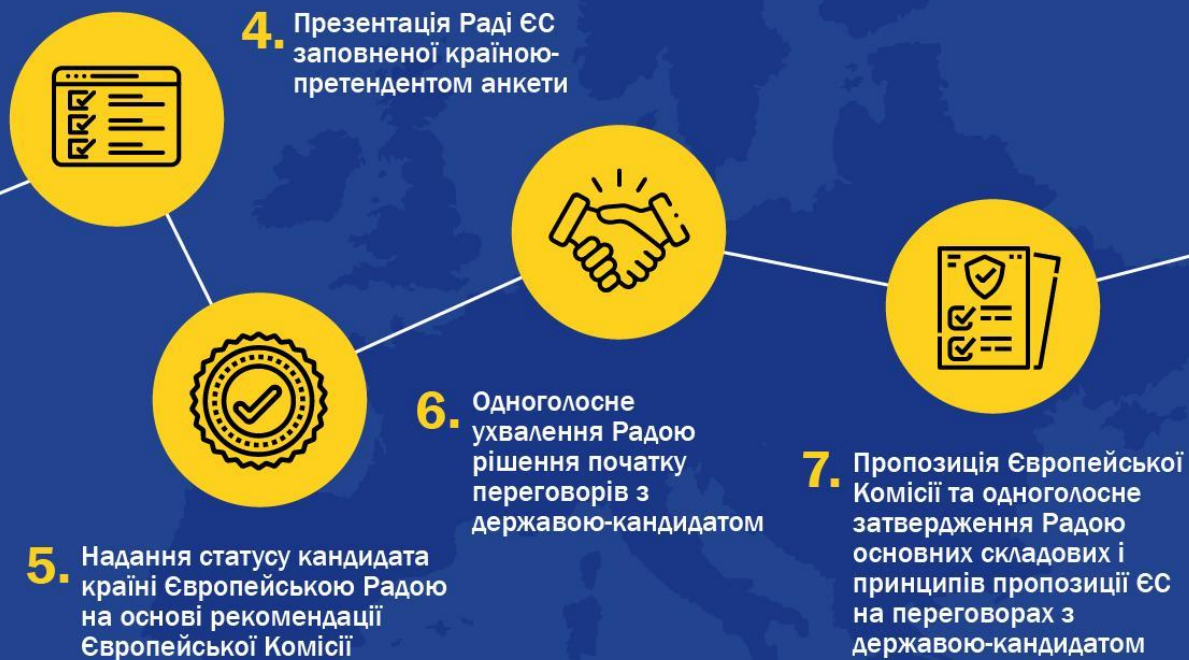 4. Презентація Раді ЄС
заповненої країною-
претендентом анкети
5. Надання статусу кандидата
країні Європейською Радою
на основі рекомендації
Європейської Комісії
6. Одноголосне
ухвалення Радою
рішення початку
переговорів з
державою-кандидатом
7. Пропозиція Європейської
Комісії та одноголосне
затвердження Радою
основних складових і
принципів пропозиції ЄС
на переговорах з
державою-кандидатом